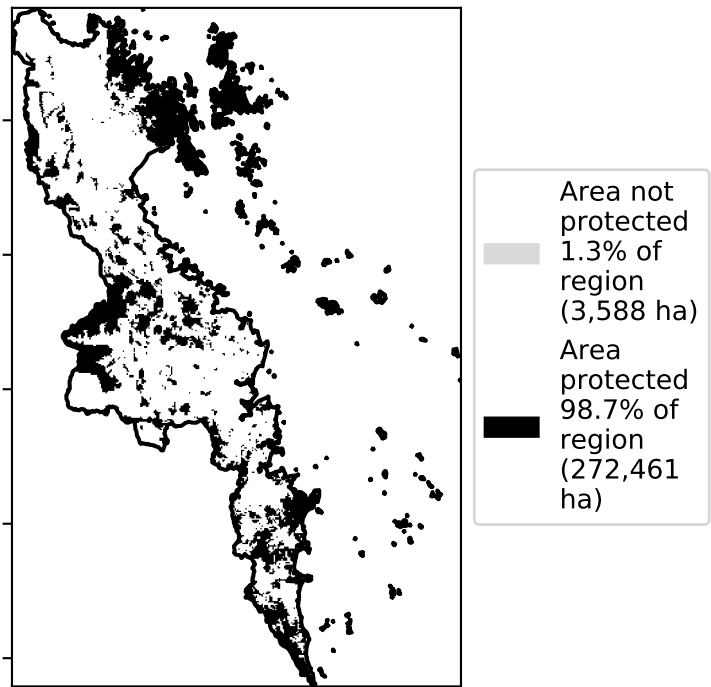 Area not
protected
1.3% of
region
(3,588 ha)
Area
protected
98.7% of
region
(272,461
ha)